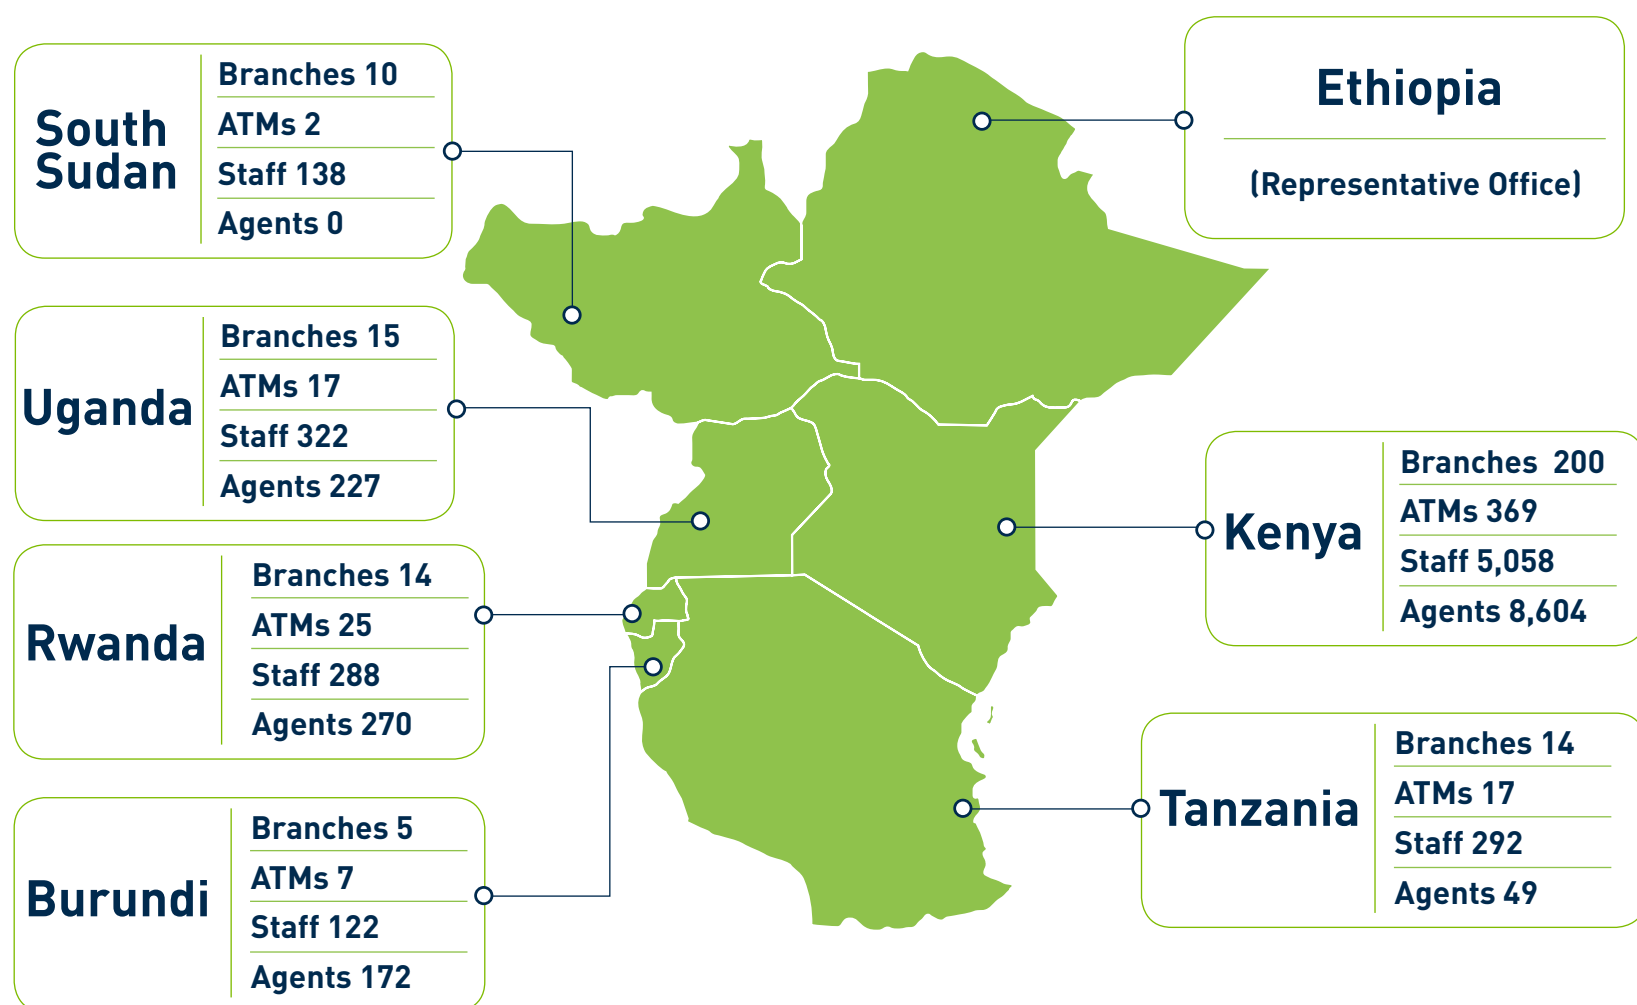 South
Sudan
Branches 10
ATMs 2
Staff 138
Agents 0
Ethiopia
(Representative Office)
Uganda
Branches 15
ATMs 17
Staff 322
Agents 227
Kenya
Branches 200
ATMs 369
Staff 5,058
Agents 8,604
Rwanda
Branches 14
ATMs 25
Staff 288
Agents 270
Tanzania
Branches 14
ATMs 17
Staff 292
Agents 49
Burundi
Branches 5
ATMs 7
Staff 122
Agents 172